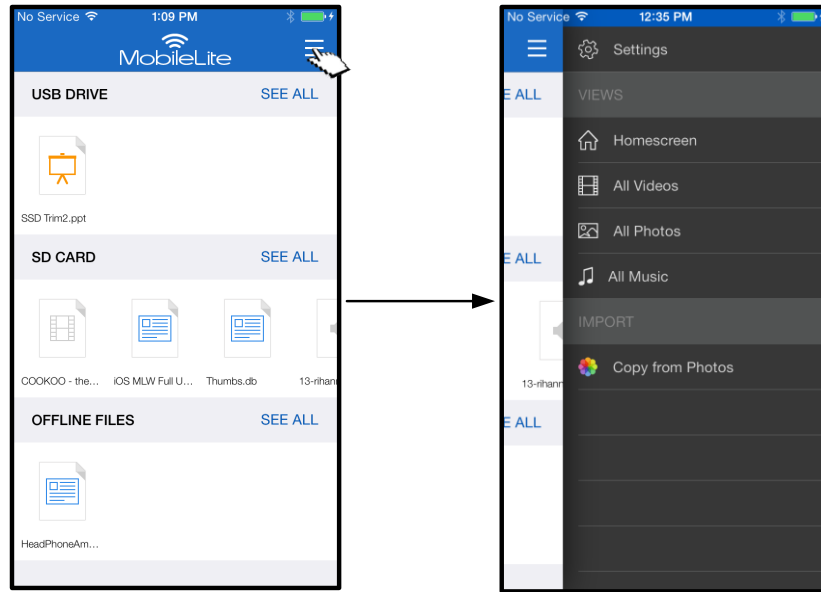 No Service 1:09 PM
MobileLite
USB DRIVE SEE ALL
SSD Trim2.ppt
SD CARD SEE ALL
COOKOO - the... iOS MLW Full U... Thumbs.db 13-rihann
OFFLINE FILES SEE ALL
HeadPhoneAm...
No Service 12:35 PM
Settings
E ALL VIEWS
Homescreen
All Videos
All Photos
E ALL
All Music
IMPORT
Copy from Photos
13-rihann
E ALL